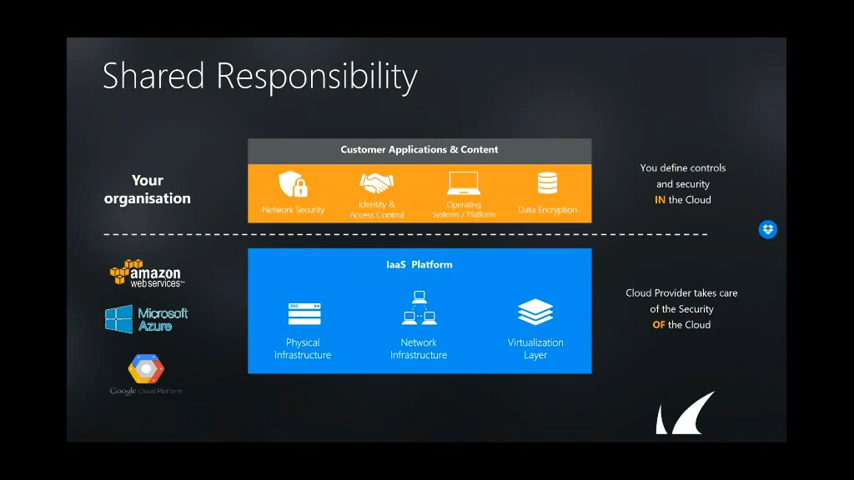 Shared Responsibility
Customer Applications & Content
Your
organisation
Network Security
Identity &
Access Control
Operating
Systems / Platform
Data Encryption
You define controls
and security
IN the Cloud
IaaS Platform
Physical
Infrastructure
Network
Infrastructure
Virtualization
Layer
amazon
web services™
Microsoft
Azure
Google Cloud Platform
Cloud Provider takes care
of the Security
OF the Cloud